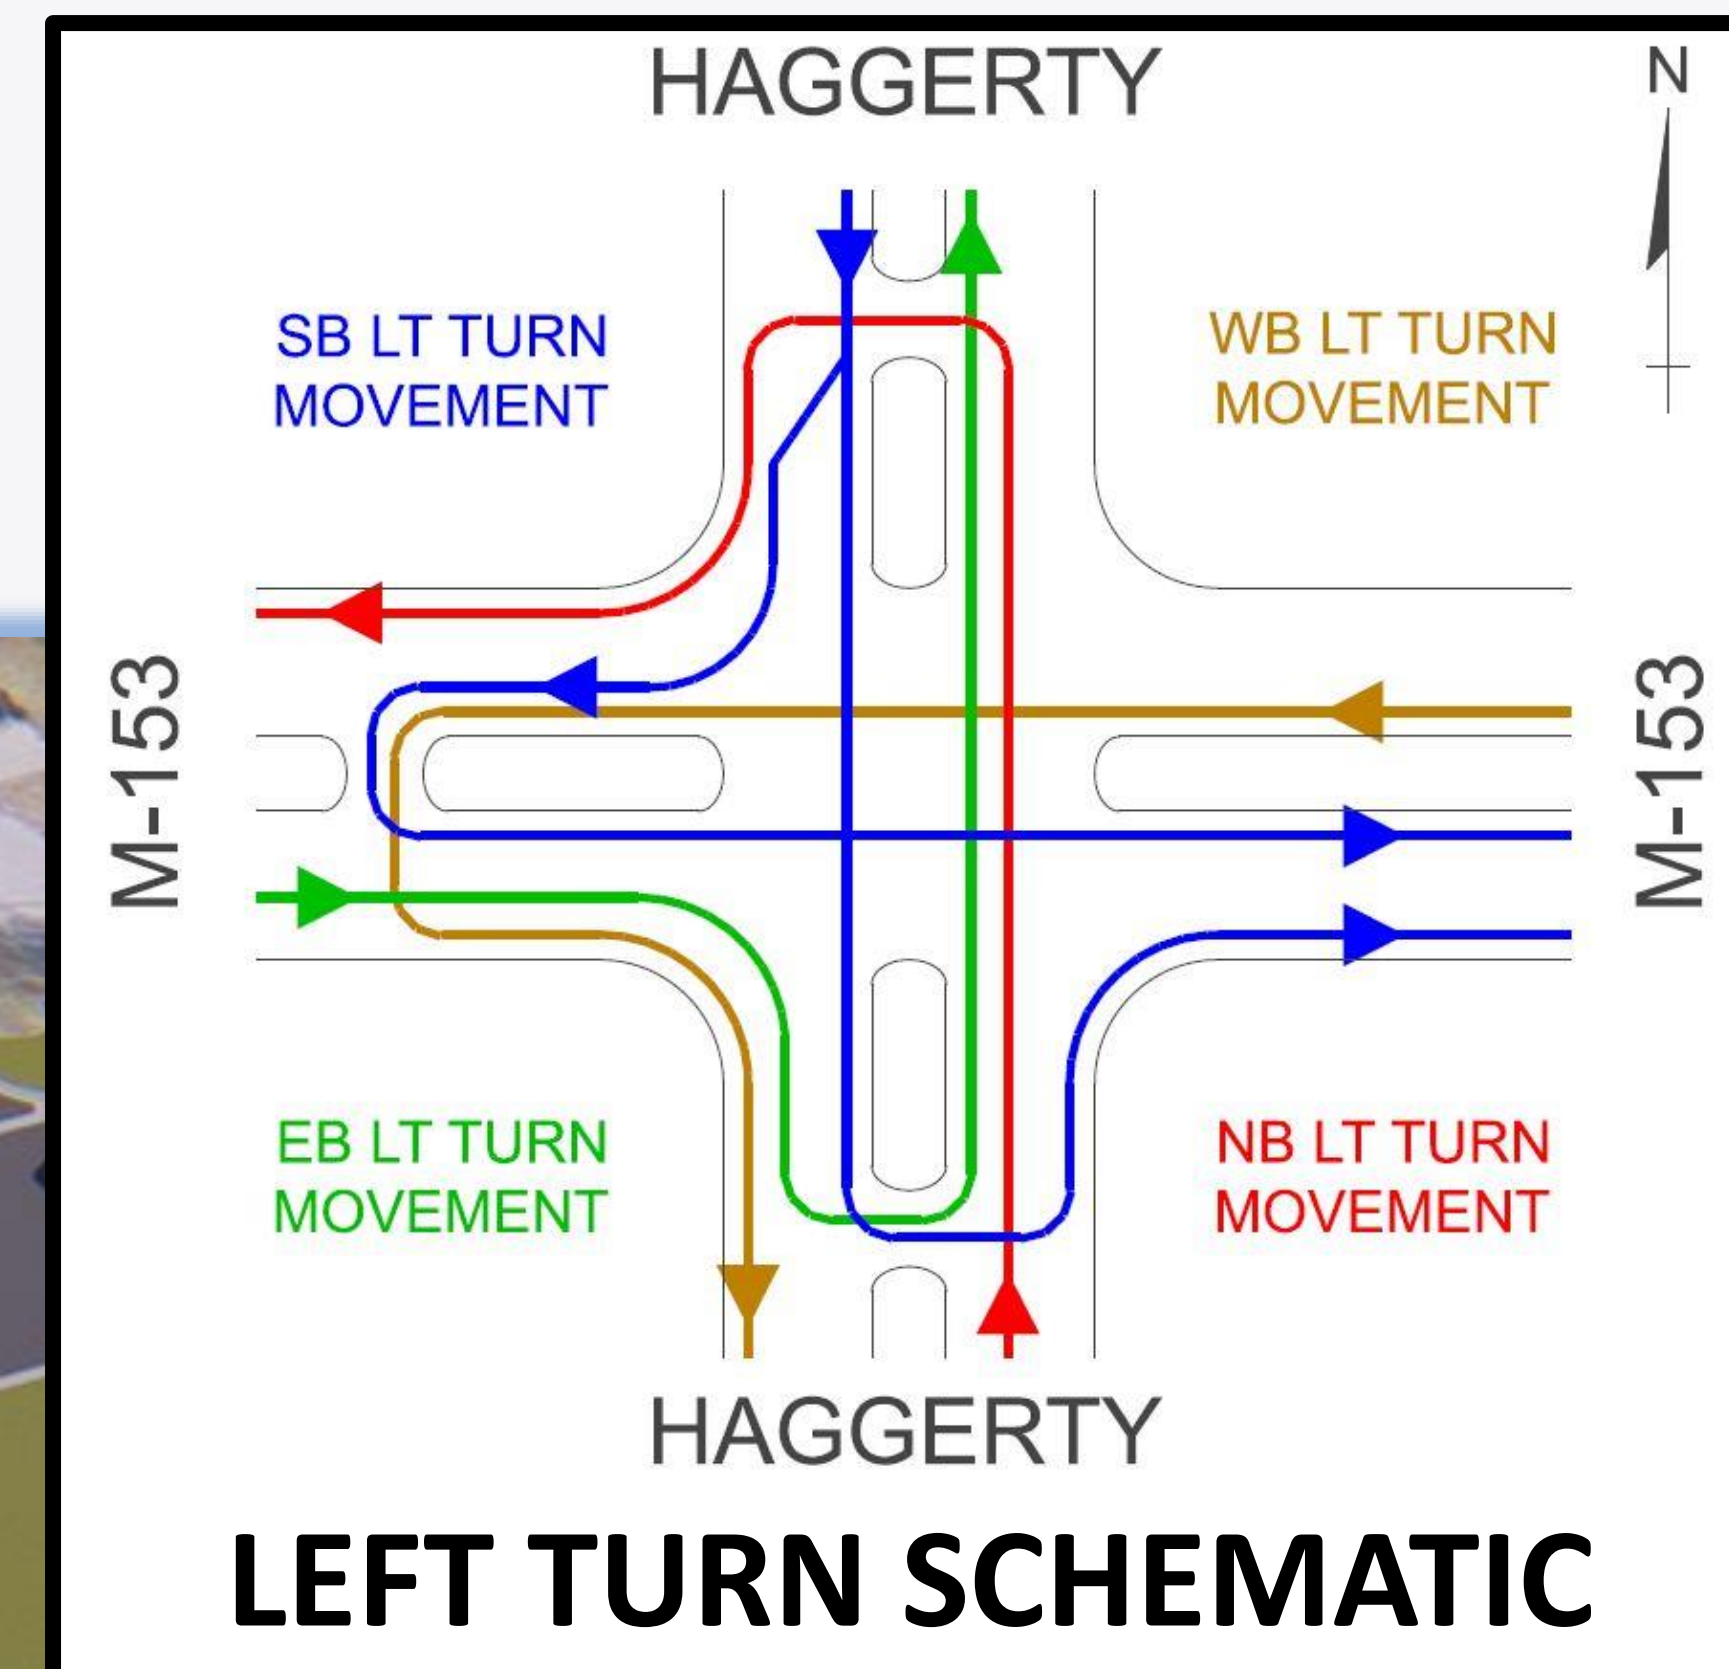 HAGGERTY
N
SB LT TURN
MOVEMENT
WB LT TURN
MOVEMENT
M-153
M-153
EB LT TURN
MOVEMENT
NB LT TURN
MOVEMENT
HAGGERTY
LEFT TURN SCHEMATIC